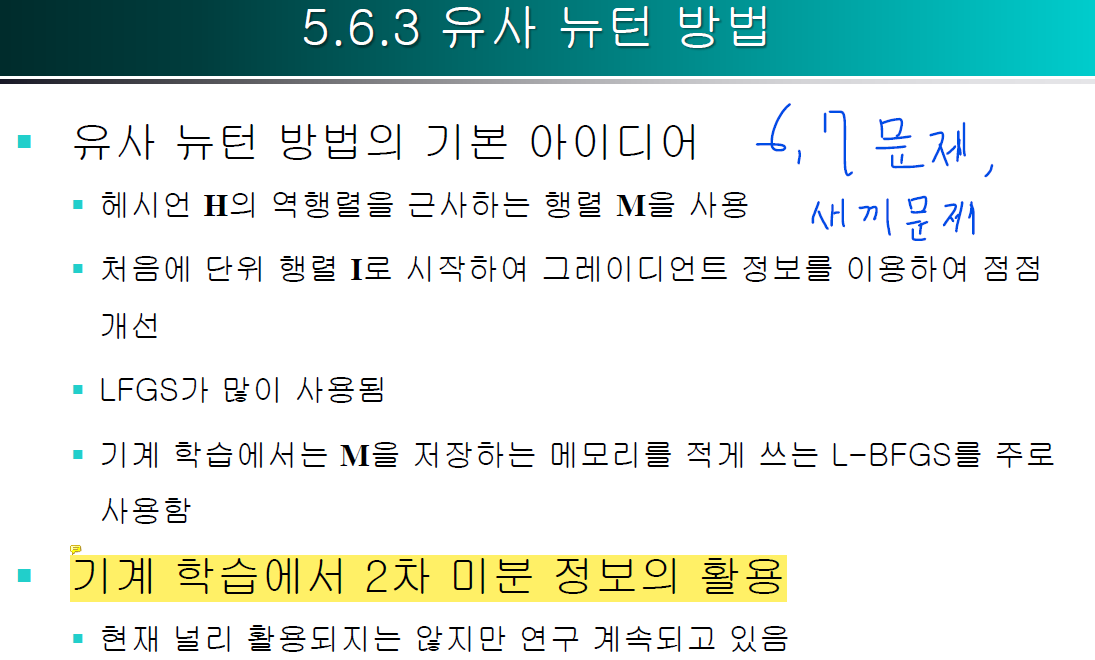 5.6.3 유사 뉴턴 방법
유사 뉴턴 방법의 기본 아이디어
6, 7 문제,
새끼문제
헤시언 H의 역행렬을 근사하는 행렬 M을 사용
처음에 단위 행렬 I로 시작하여 그레이디언트 정보를 이용하여 점점
개선
LFGS가 많이 사용됨
기계 학습에서는 M을 저장하는 메모리를 적게 쓰는 L-BFGS를 주로
사용함
기계 학습에서 2차 미분 정보의 활용
현재 널리 활용되지는 않지만 연구 계속되고 있음